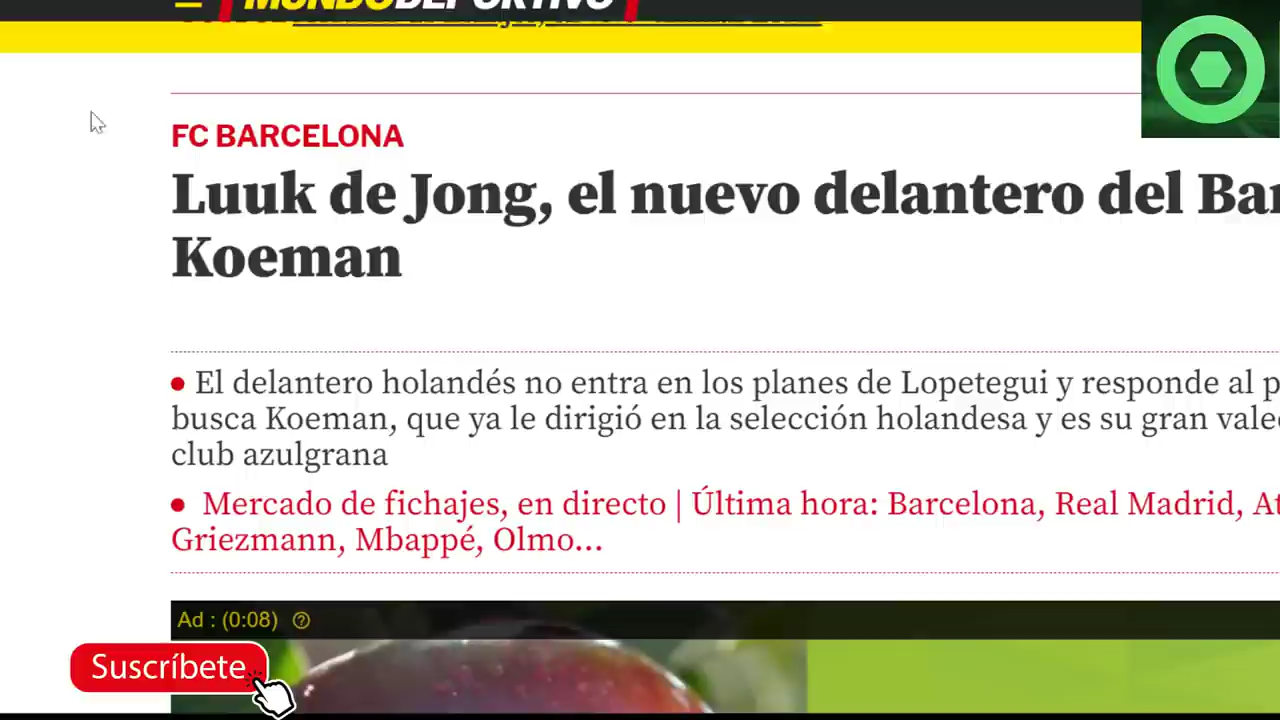 MUNDODEPORTIVO
FC BARCELONA
Luuk de Jong, el nuevo delantero del Bar
Koeman
El delantero holandés no entra en los planes de Lopetegui y responde al p
busca Koeman, que ya le dirigió en la selección holandesa y es su gran vale
club azulgrana
Mercado de fichajes, en directo | Última hora: Barcelona, Real Madrid, At
Griezmann, Mbappé, Olmo...
Ad : (0:08)
Suscríbete